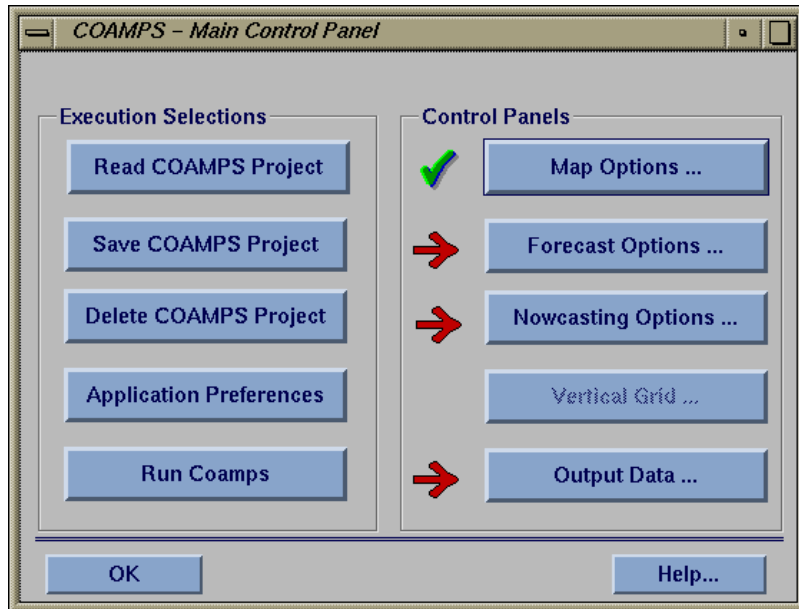 COAMPS – Main Control Panel
Execution Selections
Read COAMPS Project
Save COAMPS Project
Delete COAMPS Project
Application Preferences
Run Coamps
Control Panels
Map Options ...
Forecast Options ...
Nowcasting Options ...
Vertical Grid ...
Output Data ...
OK
Help...